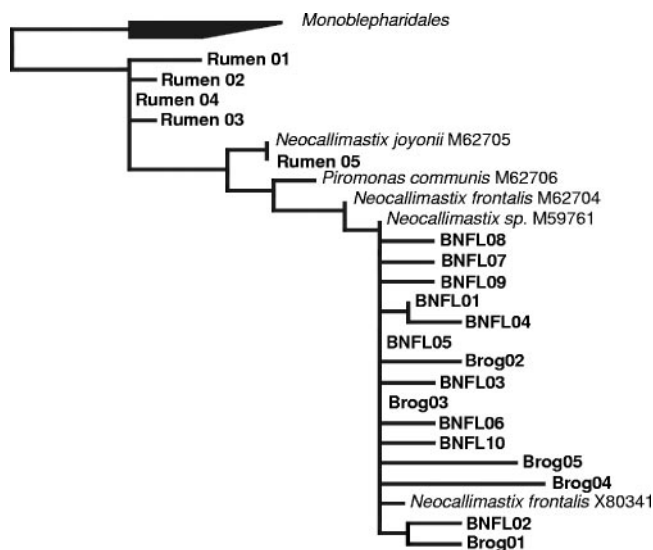 Monoblepharidales
Rumen 01
Rumen 02
Rumen 04
Rumen 03
Neocallimastix joyonii M62705
Rumen 05
Piromonas communis M62706
Neocallimastix frontalis M62704
Neocallimastix sp. M59761
BNFL08
BNFL07
BNFL09
BNFL01
BNFL04
BNFL05
Brog02
BNFL03
Brog03
BNFL06
BNFL10
Brog05
Brog04
Neocallimastix frontalis X80341
BNFL02
Brog01